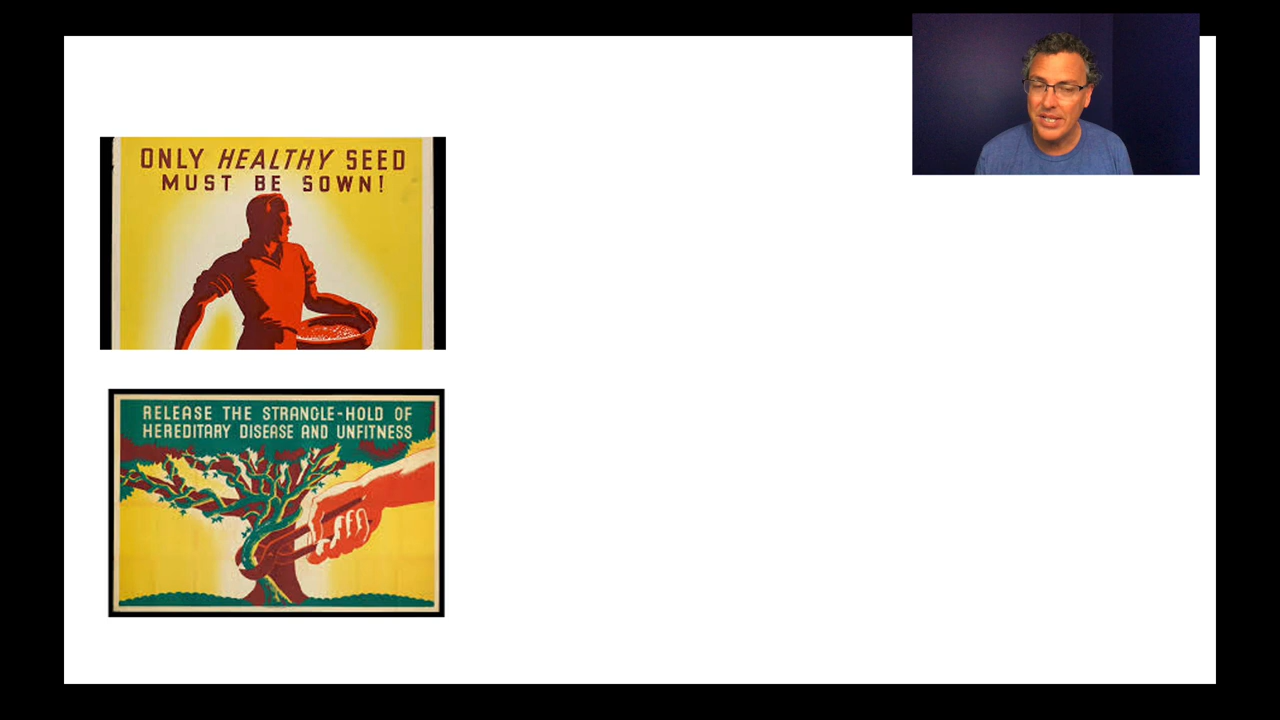 ONLY HEALTHY SEED
MUST BE SOWN!
RELEASE THE STRANGLE-HOLD OF
HEREDITARY DISEASE AND UNFITNESS